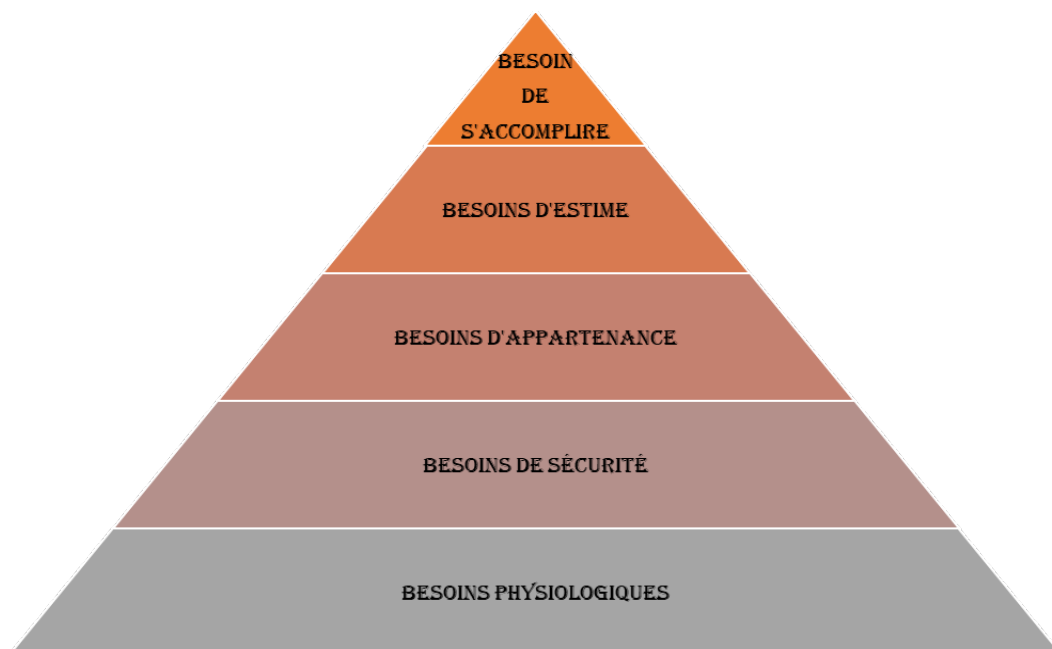 BESOIN
DE
S'ACCOMPLIRE
BESOINS D'ESTIME
BESOINS D'APPARTENANCE
BESOINS DE SÉCURITÉ
BESOINS PHYSIOLOGIQUES